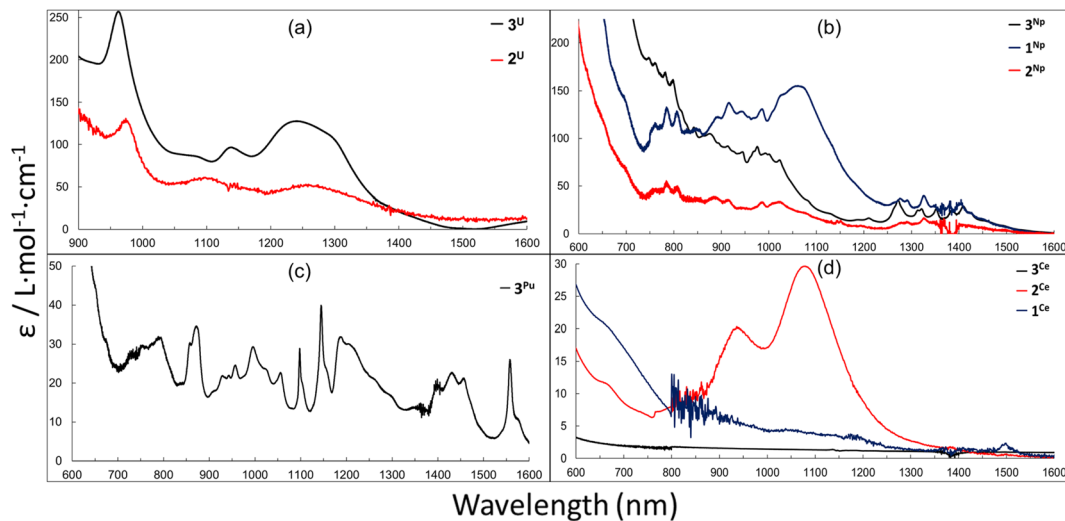 (a)
3ᵁ
2ᵁ
250
200
150
100
50
0
900 1000 1100 1200 1300 1400 1500 1600
(b)
3ᴺᵖ
1ᴺᵖ
2ᴺᵖ
200
150
100
50
0
600 700 800 900 1000 1100 1200 1300 1400 1500 1600
(c)
3ᴾᵘ
50
40
30
20
10
0
600 700 800 900 1000 1100 1200 1300 1400 1500 1600
(d)
3ᶜᵉ
2ᶜᵉ
1ᶜᵉ
30
25
20
15
10
5
0
600 700 800 900 1000 1100 1200 1300 1400 1500 1600
ε / L·mol⁻¹·cm⁻¹
Wavelength (nm)